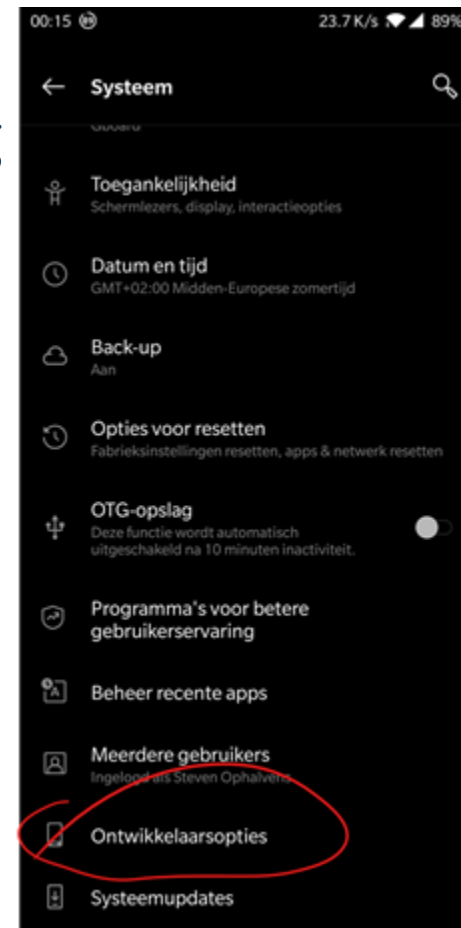 00:15 23.7 K/s 89%
Systeem
Gboard
Toegankelijkheid
Schermlezers, display, interactieopties
Datum en tijd
GMT+02:00 Midden-Europese zomertijd
Back-up
Aan
Opties voor resetten
Fabrieksinstellingen resetten, apps & netwerk resetten
OTG-opslag
Deze functie wordt automatisch
uitgeschakeld na 10 minuten inactiviteit.
Programma's voor betere
gebruikerservaring
Beheer recente apps
Meerdere gebruikers
Ingelogd als Steven Ophalvens
Ontwikkelaarsopties
Systeemupdates